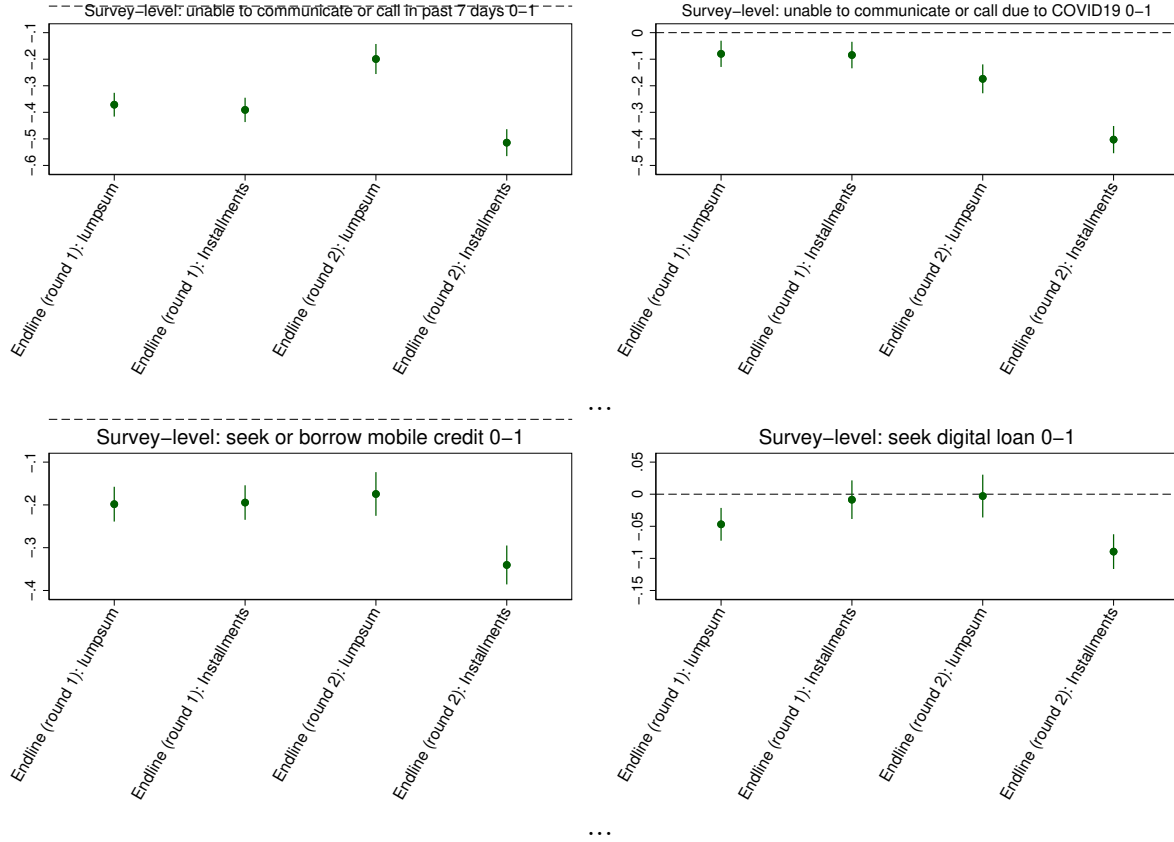 Survey−level: unable to communicate or call in past 7 days 0−1
−.1
−.2
−.3
−.4
−.5
−.6
Endline (round 1): lumpsum
Endline (round 1): Installments
Endline (round 2): lumpsum
Endline (round 2): Installments
Survey−level: unable to communicate or call due to COVID19 0−1
0
−.1
−.2
−.3
−.4
−.5
Endline (round 1): lumpsum
Endline (round 1): Installments
Endline (round 2): lumpsum
Endline (round 2): Installments
...
Survey−level: seek or borrow mobile credit 0−1
−.1
−.2
−.3
−.4
Endline (round 1): lumpsum
Endline (round 1): Installments
Endline (round 2): lumpsum
Endline (round 2): Installments
Survey−level: seek digital loan 0−1
.05
0
−.05
−.1
−.15
Endline (round 1): lumpsum
Endline (round 1): Installments
Endline (round 2): lumpsum
Endline (round 2): Installments
...